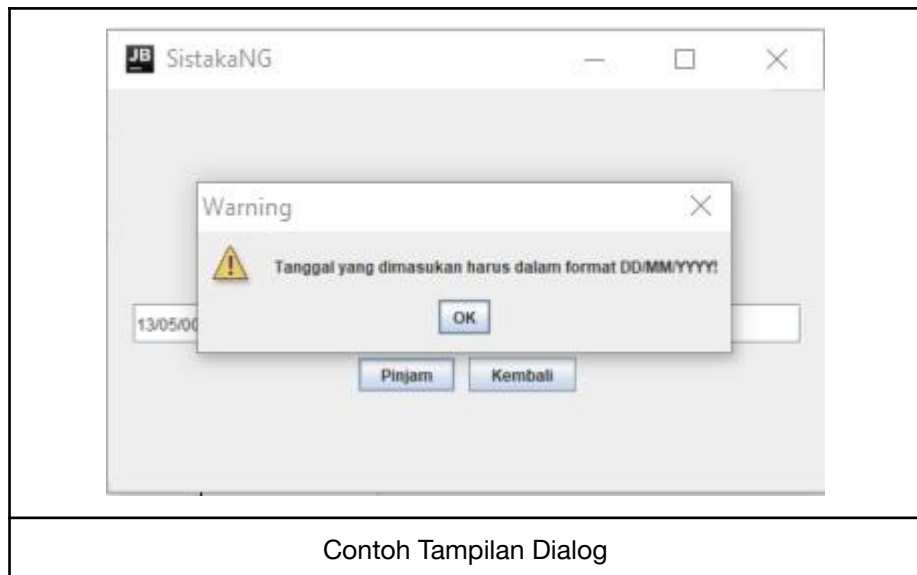 JB SistakaNG
Warning
Tanggal yang dimasukan harus dalam format DD/MM/YYYY!
OK
13/05/00
Pinjam Kembali
Contoh Tampilan Dialog